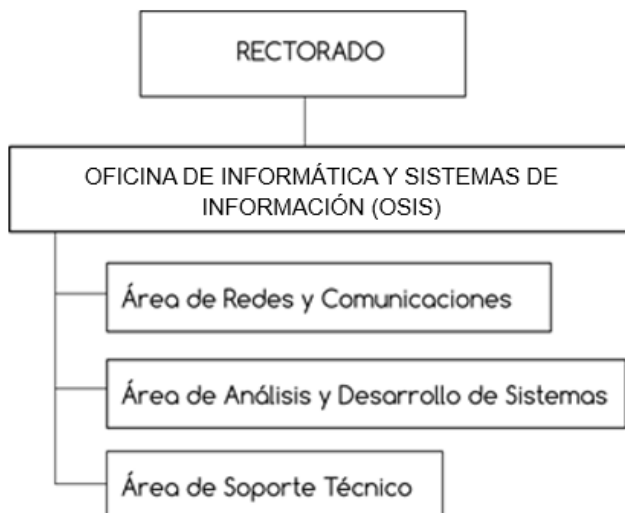 RECTORADO
OFICINA DE INFORMÁTICA Y SISTEMAS DE
INFORMACIÓN (OSIS)
Área de Redes y Comunicaciones
Área de Análisis y Desarrollo de Sistemas
Área de Soporte Técnico